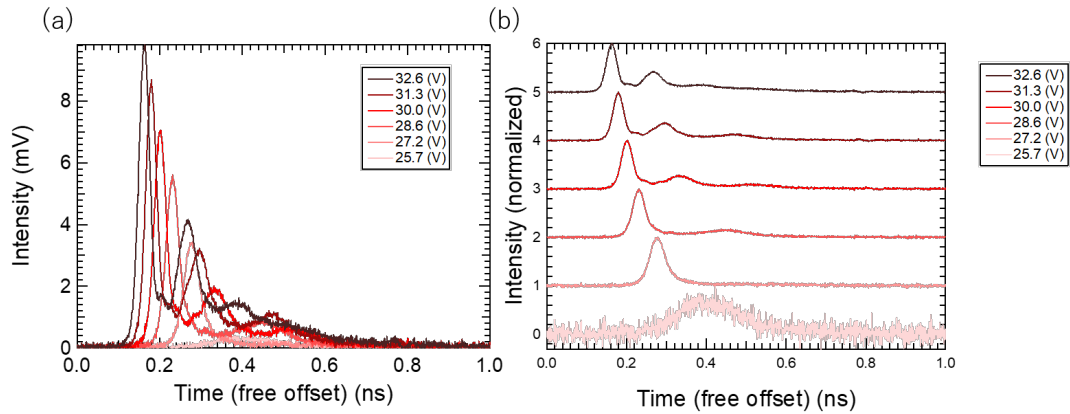 (a)
Intensity (mV)
8
6
4
2
0
0.0 0.2 0.4 0.6 0.8 1.0
Time (free offset) (ns)
32.6 (V)
31.3 (V)
30.0 (V)
28.6 (V)
27.2 (V)
25.7 (V)
(b)
Intensity (normalized)
6
5
4
3
2
1
0
0.0 0.2 0.4 0.6 0.8 1.0
Time (free offset) (ns)
32.6 (V)
31.3 (V)
30.0 (V)
28.6 (V)
27.2 (V)
25.7 (V)